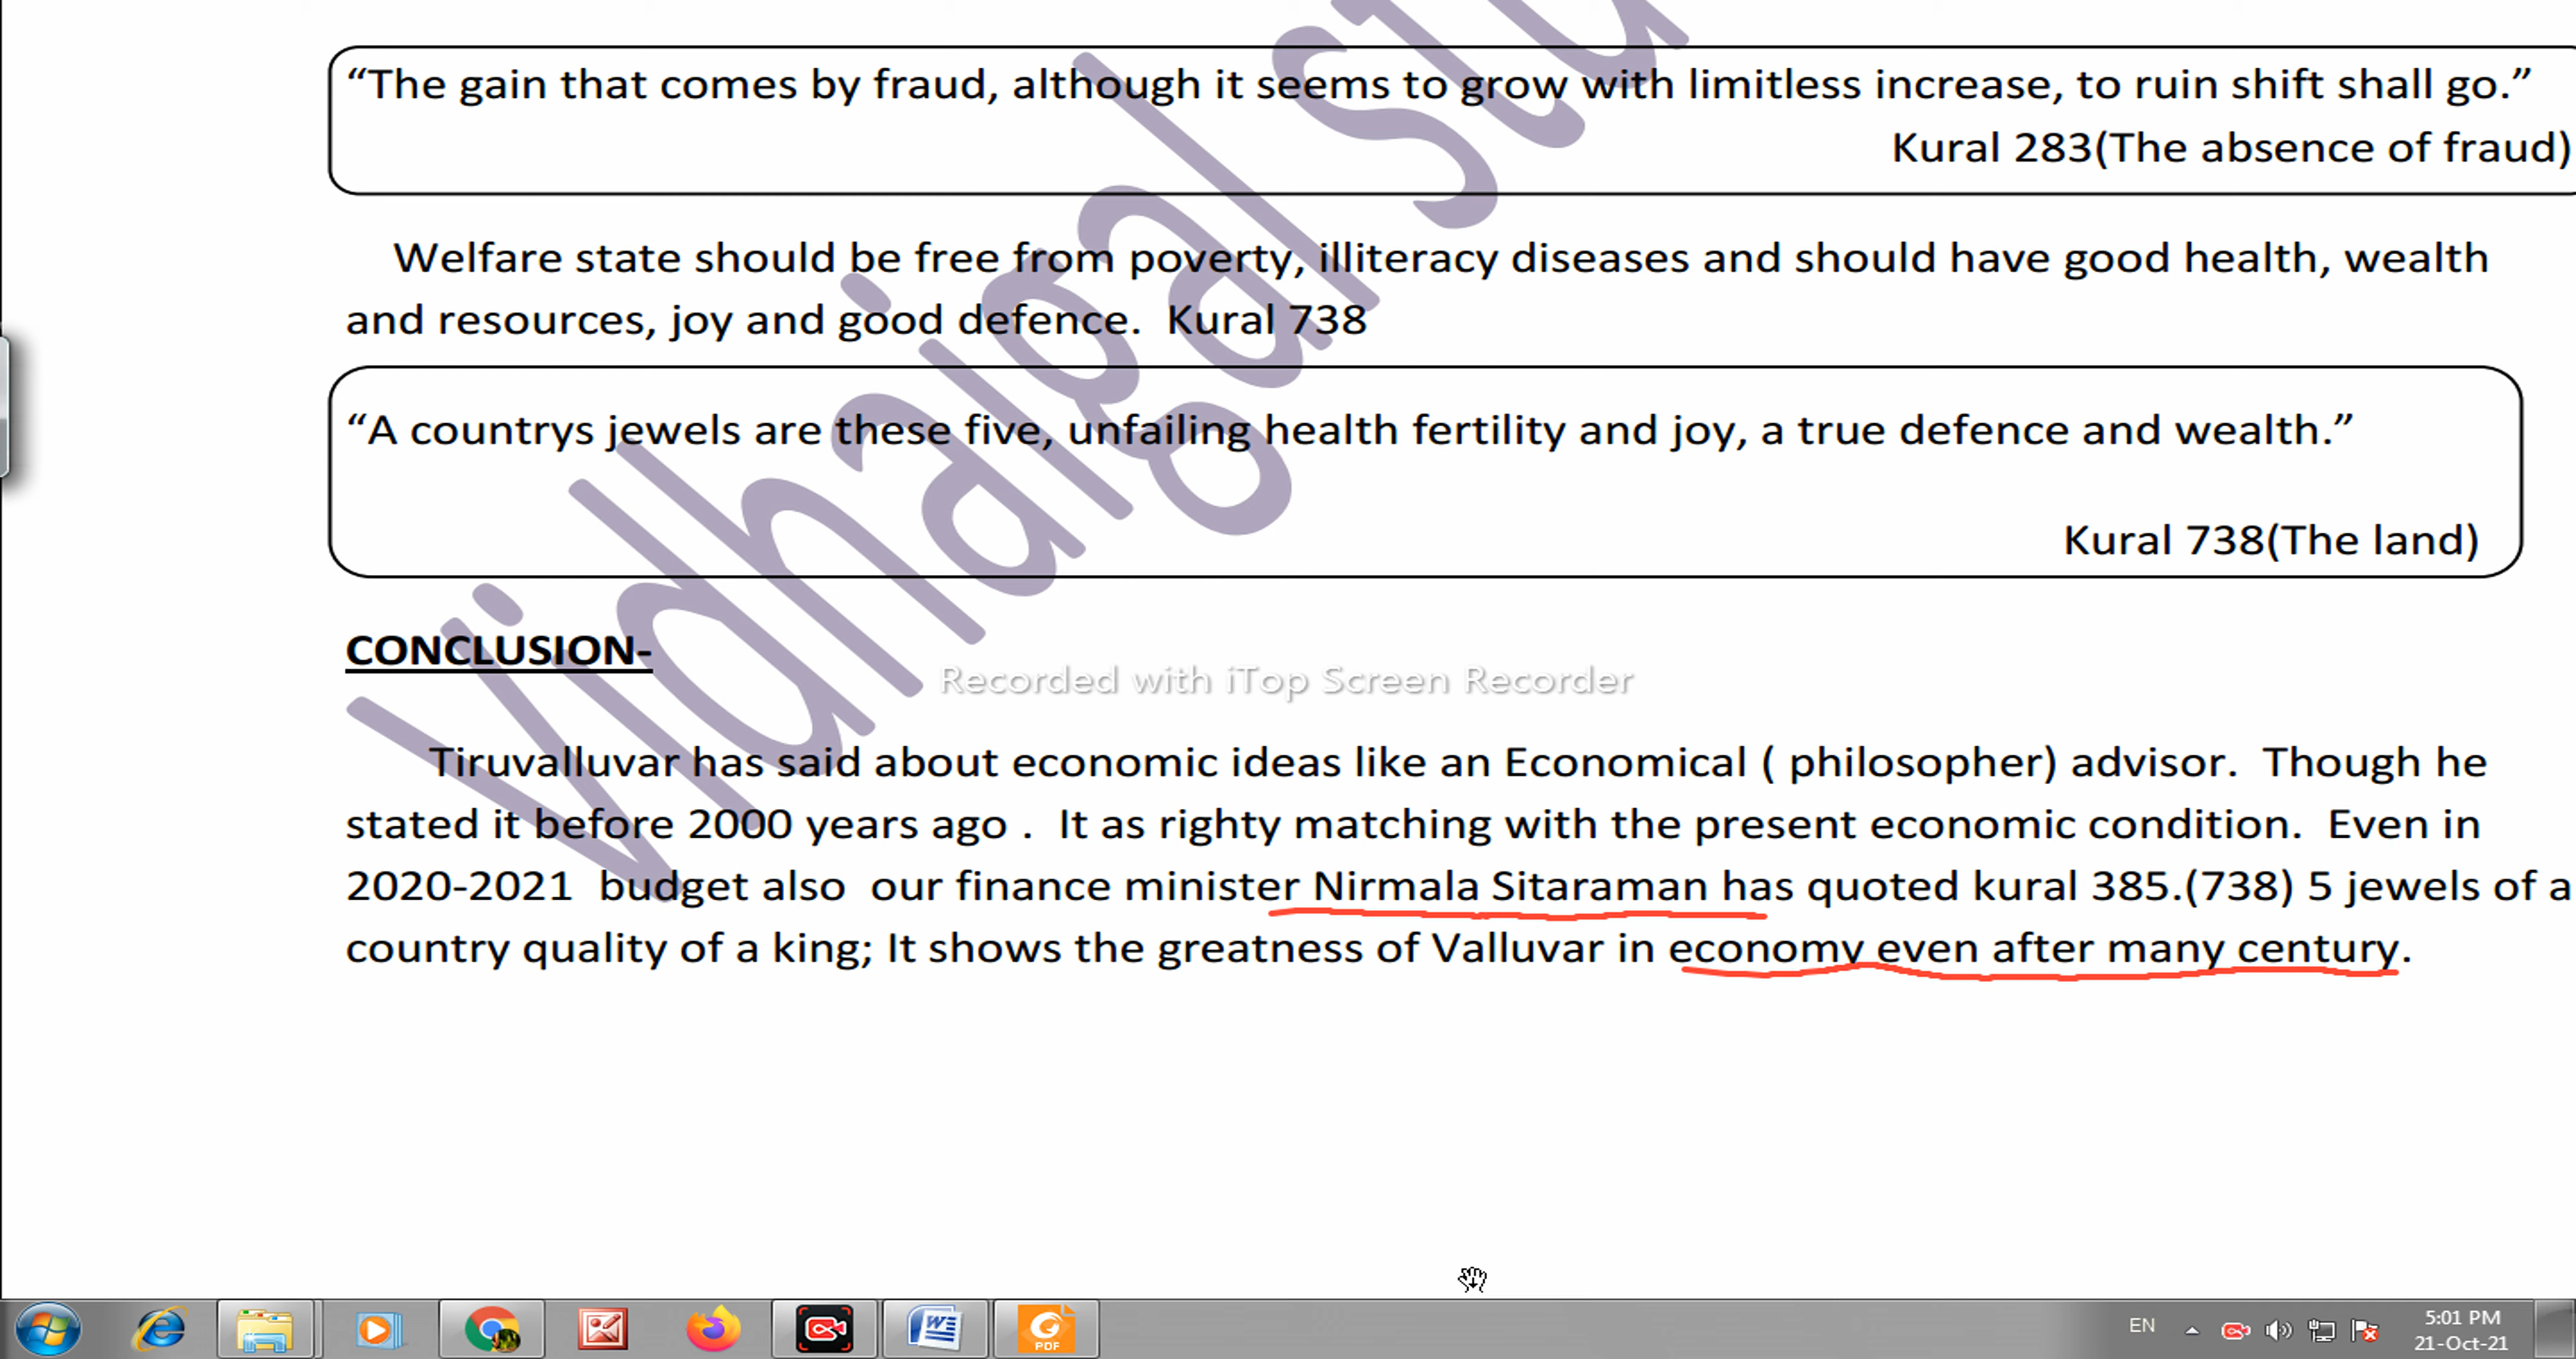 “The gain that comes by fraud, although it seems to grow with limitless increase, to ruin shift shall go.”
Kural 283(The absence of fraud)
Welfare state should be free from poverty, illiteracy diseases and should have good health, wealth
and resources, joy and good defence.  Kural 738
“A countrys jewels are these five, unfailing health fertility and joy, a true defence and wealth.”
Kural 738(The land)
CONCLUSION-
Recorded with iTop Screen Recorder
Tiruvalluvar has said about economic ideas like an Economical ( philosopher) advisor.  Though he
stated it before 2000 years ago .  It as righty matching with the present economic condition.  Even in
2020-2021  budget also  our finance minister Nirmala Sitaraman has quoted kural 385.(738) 5 jewels of a
country quality of a king; It shows the greatness of Valluvar in economy even after many century.
Vidhaigal stu
EN
5:01 PM
21-Oct-21
PDF